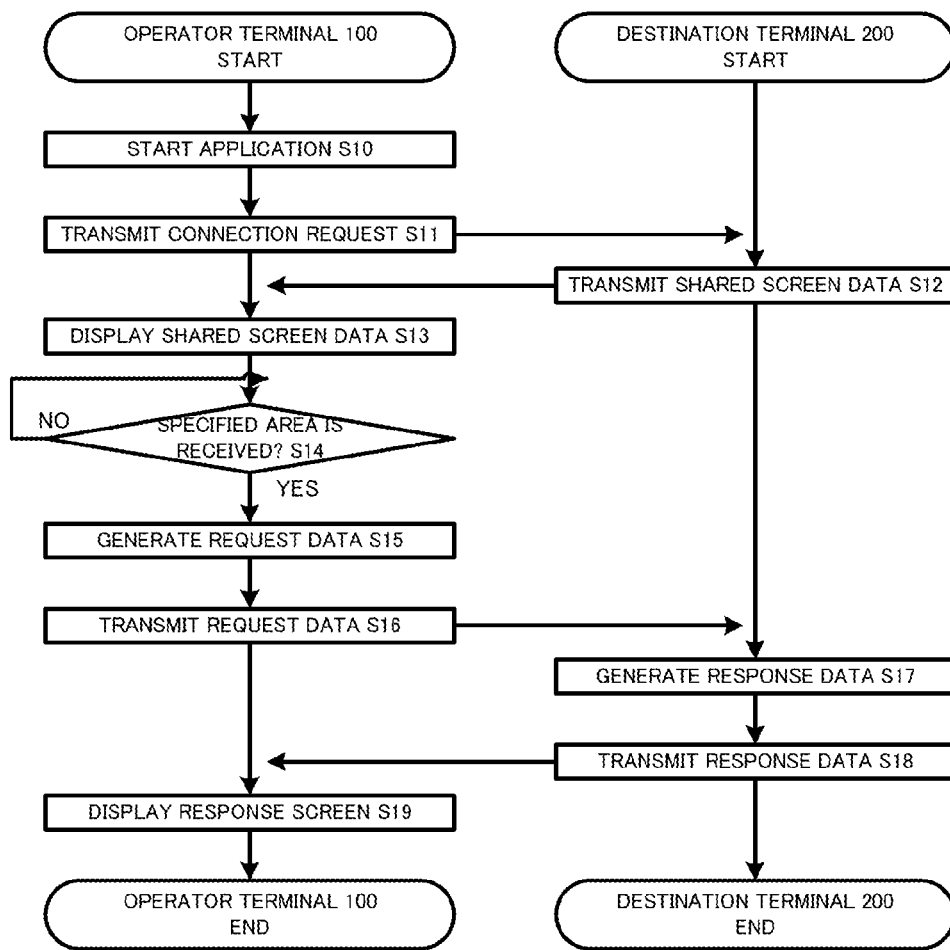 OPERATOR TERMINAL 100
START
DESTINATION TERMINAL 200
START
START APPLICATION S10
TRANSMIT CONNECTION REQUEST S11
TRANSMIT SHARED SCREEN DATA S12
DISPLAY SHARED SCREEN DATA S13
NO
SPECIFIED AREA IS
RECEIVED? S14
YES
GENERATE REQUEST DATA S15
TRANSMIT REQUEST DATA S16
GENERATE RESPONSE DATA S17
TRANSMIT RESPONSE DATA S18
DISPLAY RESPONSE SCREEN S19
OPERATOR TERMINAL 100
END
DESTINATION TERMINAL 200
END